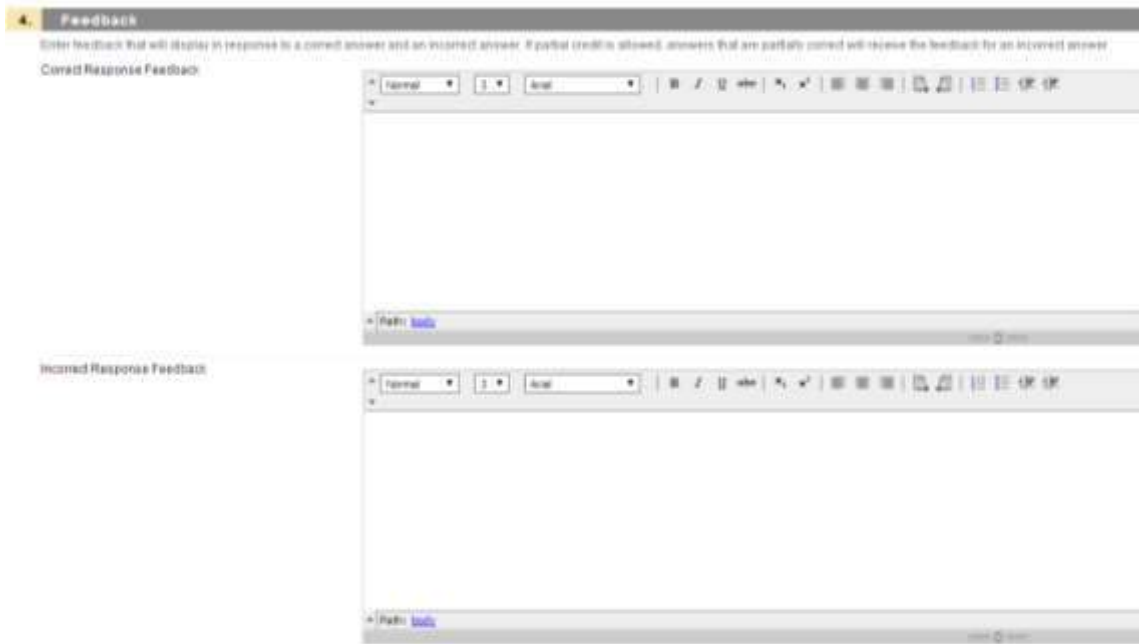 4. Feedback
Enter feedback that will display in response to a correct answer and an incorrect answer. If partial credit is allowed, answers that are partially correct will receive the feedback for an incorrect answer
Correct Response Feedback
Normal 3 Arial B I U abc
Path: body
Incorrect Response Feedback
Normal 3 Arial B I U abc
Path: body